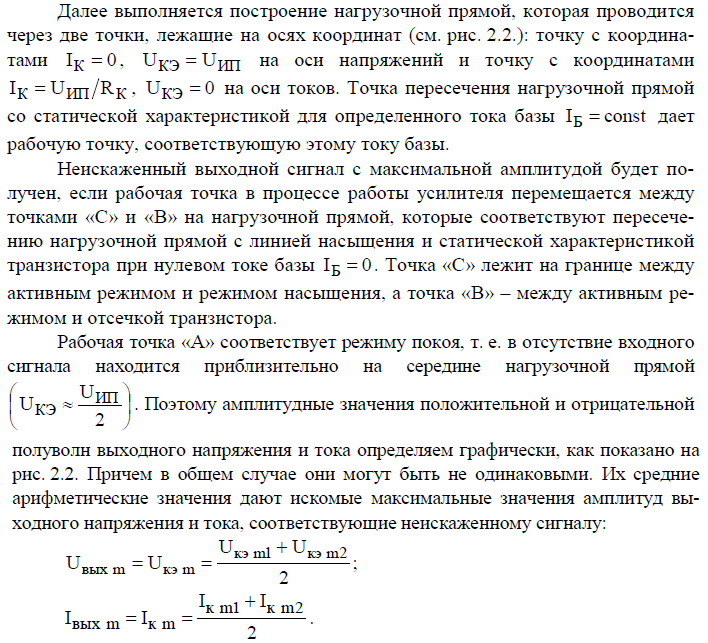 Далее выполняется построение нагрузочной прямой, которая проводится
через две точки, лежащие на осях координат (см. рис. 2.2.): точку с координа-
тами I_К = 0, U_КЭ = U_ИП на оси напряжений и точку с координатами
I_К = U_ИП/R_К, U_КЭ = 0 на оси токов. Точка пересечения нагрузочной прямой
со статической характеристикой для определенного тока базы I_Б = const дает
рабочую точку, соответствующую этому току базы.
Неискаженный выходной сигнал с максимальной амплитудой будет по-
лучен, если рабочая точка в процессе работы усилителя перемещается между
точками «С» и «В» на нагрузочной прямой, которые соответствуют пересече-
нию нагрузочной прямой с линией насыщения и статической характеристикой
транзистора при нулевом токе базы I_Б = 0. Точка «С» лежит на границе между
активным режимом и режимом насыщения, а точка «В» – между активным ре-
жимом и отсечкой транзистора.
Рабочая точка «А» соответствует режиму покоя, т. е. в отсутствие входного
сигнала находится приблизительно на середине нагрузочной прямой
(U_КЭ ≈ U_ИП/2). Поэтому амплитудные значения положительной и отрицательной
полуволн выходного напряжения и тока определяем графически, как показано на
рис. 2.2. Причем в общем случае они могут быть не одинаковыми. Их средние
арифметические значения дают искомые максимальные значения амплитуд вы-
ходного напряжения и тока, соответствующие неискаженному сигналу:
U_вых m = U_кэ m = (U_кэ m1 + U_кэ m2)/2;
I_вых m = I_к m = (I_к m1 + I_к m2)/2.